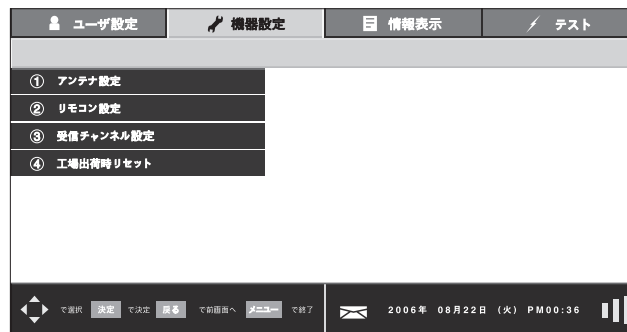 ユーザ設定 機器設定 情報表示 テスト
① アンテナ設定
② リモコン設定
③ 受信チャンネル設定
④ 工場出荷時リセット
で選択 決定 で決定 戻る で前画面へ メニュー で終了 2006年 08月22日 (火) PM00:36